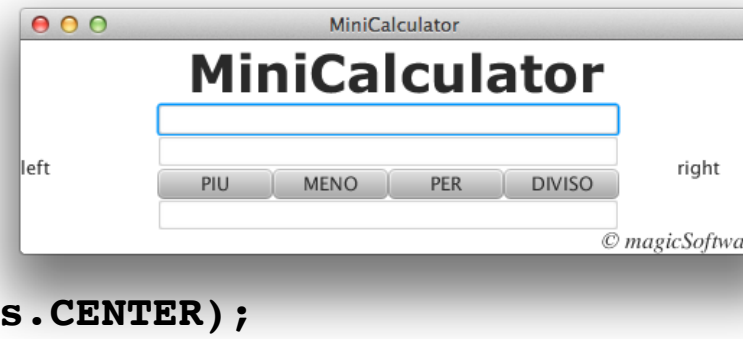 MiniCalculator
MiniCalculator
left
right
PIU MENO PER DIVISO
© magicSoftwa
s.CENTER);